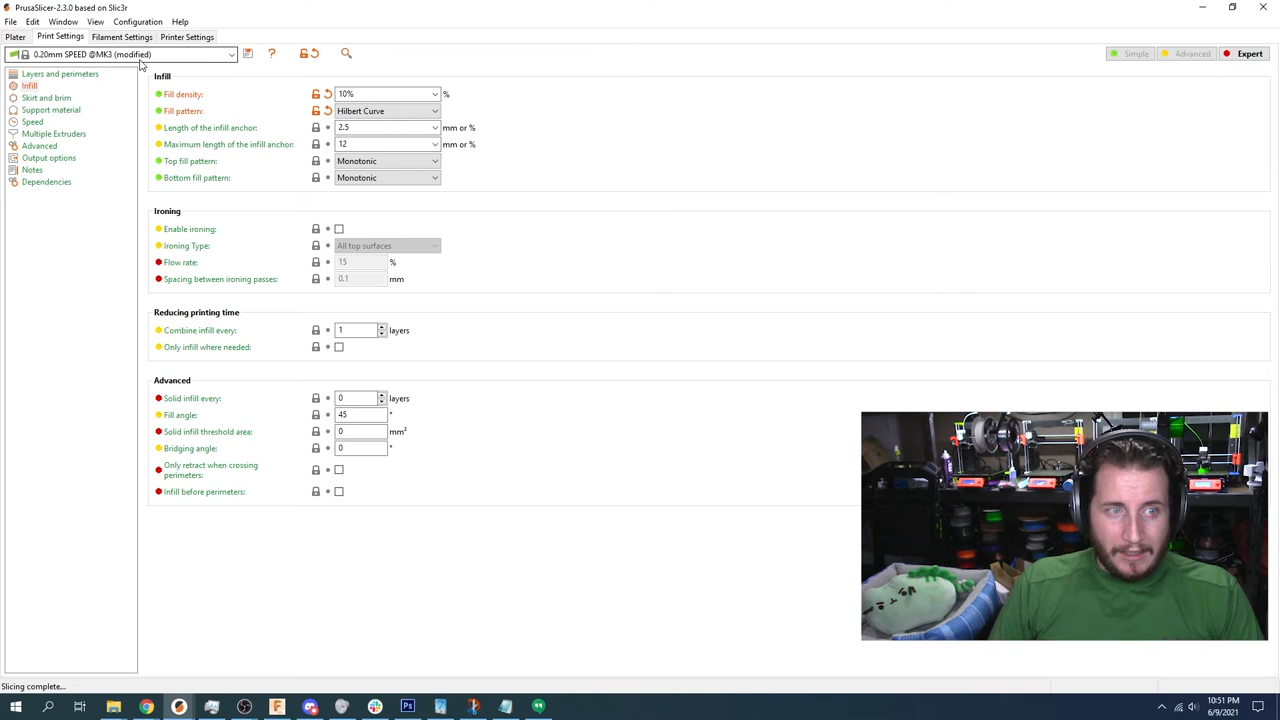 PrusaSlicer-2.3.0 based on Slic3r
File Edit Window View Configuration Help
Plater Print Settings Filament Settings Printer Settings
0.20mm SPEED @MK3 (modified) ? Simple Advanced Expert
Layers and perimeters
Infill
Skirt and brim
Support material
Speed
Multiple Extruders
Advanced
Output options
Notes
Dependencies
Infill
Fill density: 10% %
Fill pattern: Hilbert Curve
Length of the infill anchor: 2.5 mm or %
Maximum length of the infill anchor: 12 mm or %
Top fill pattern: Monotonic
Bottom fill pattern: Monotonic
Ironing
Enable ironing:
Ironing Type: All top surfaces
Flow rate: 15 %
Spacing between ironing passes: 0.1 mm
Reducing printing time
Combine infill every: 1 layers
Only infill where needed:
Advanced
Solid infill every: 0 layers
Fill angle: 45 °
Solid infill threshold area: 0 mm²
Bridging angle: 0 °
Only retract when crossing
perimeters:
Infill before perimeters:
Slicing complete...
10:51 PM
6/9/2021